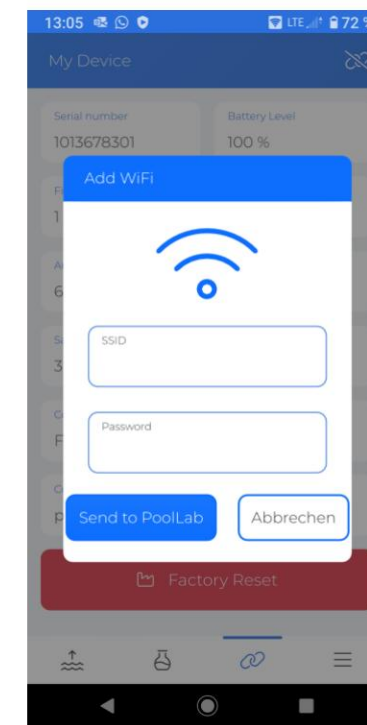 13:05 LTE 72 %
My Device
Serial number Battery Level
1013678301 100 %
Add WiFi
SSID
Password
Send to PoolLab Abbrechen
Factory Reset